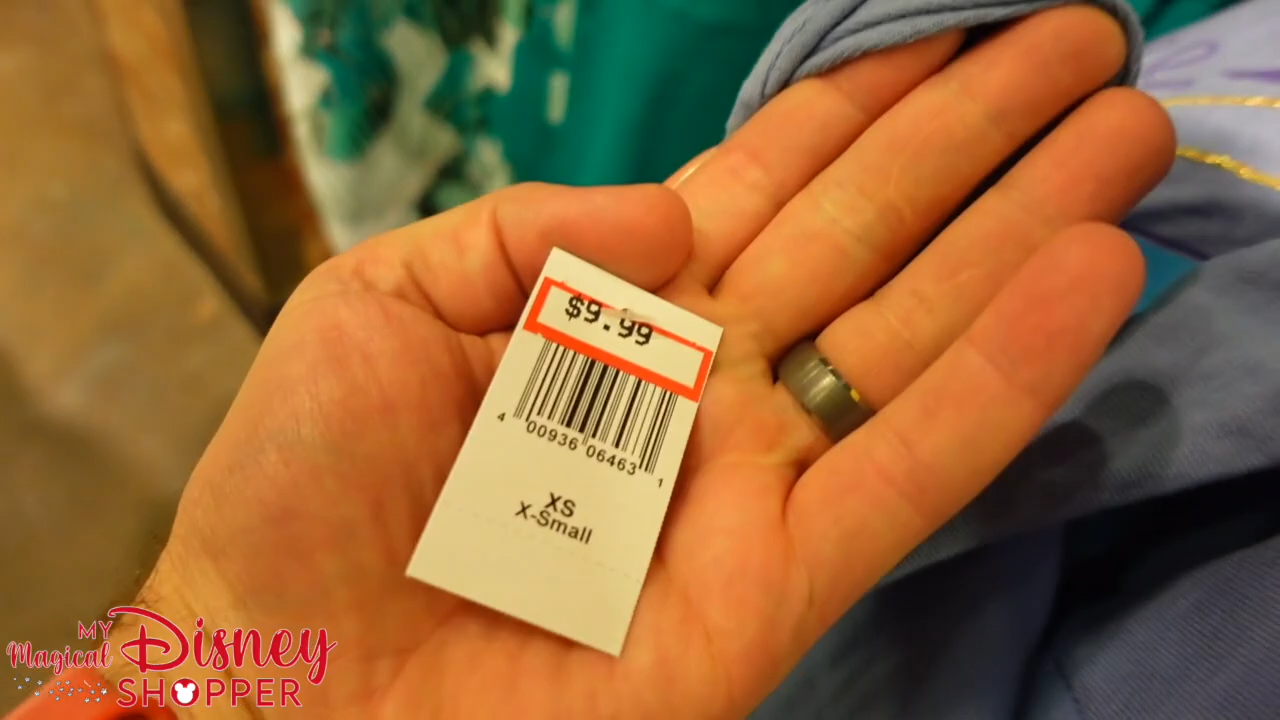 $9.99
4 00936 06463 1
XS
X-Small
MY
Magical Disney
SHOPPER